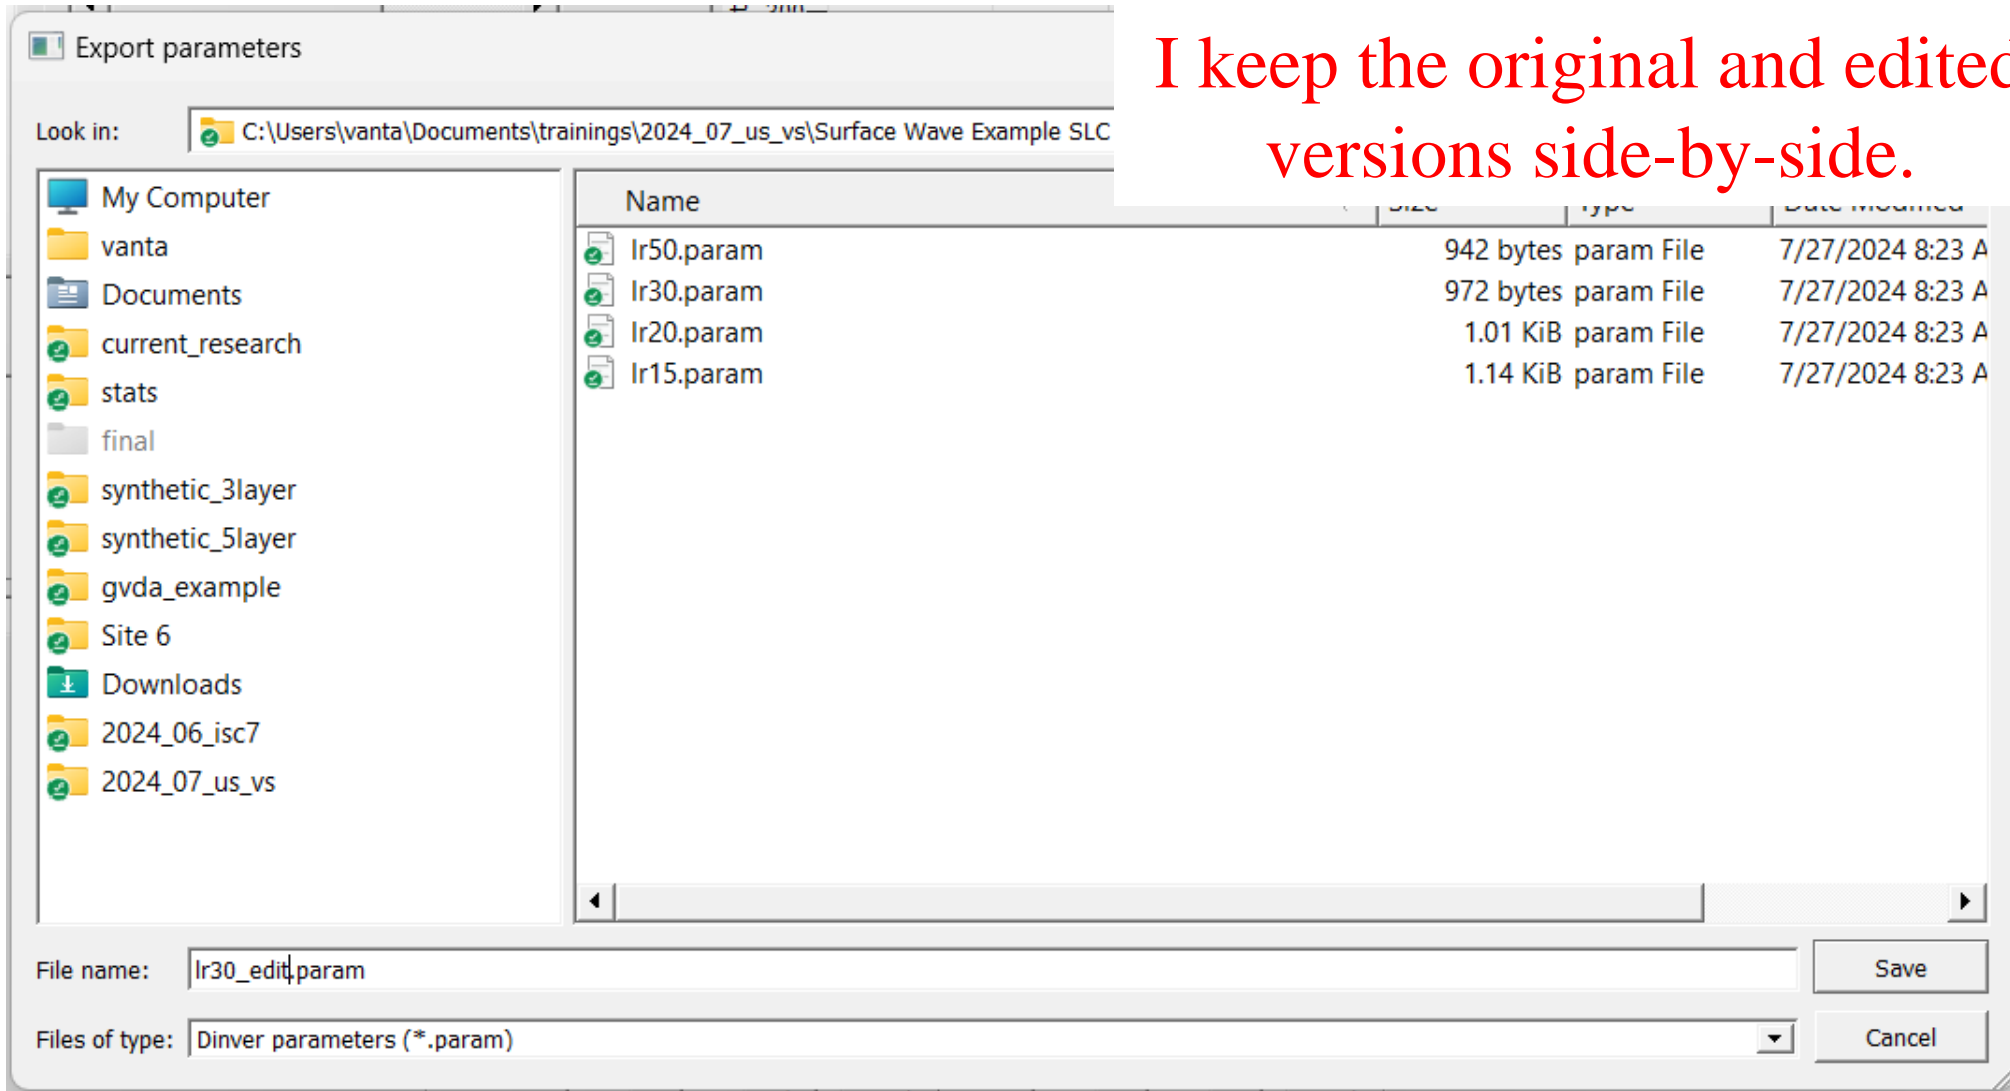 Export parameters
I keep the original and edited
versions side-by-side.
Look in:
C:\Users\vanta\Documents\trainings\2024_07_us_vs\Surface Wave Example SLC
My Computer
vanta
Documents
current_research
stats
final
synthetic_3layer
synthetic_5layer
gvda_example
Site 6
Downloads
2024_06_isc7
2024_07_us_vs
Name Size Type Date Modified
lr50.param 942 bytes param File 7/27/2024 8:23 A
lr30.param 972 bytes param File 7/27/2024 8:23 A
lr20.param 1.01 KiB param File 7/27/2024 8:23 A
lr15.param 1.14 KiB param File 7/27/2024 8:23 A
File name: lr30_edit.param Save
Files of type: Dinver parameters (*.param) Cancel